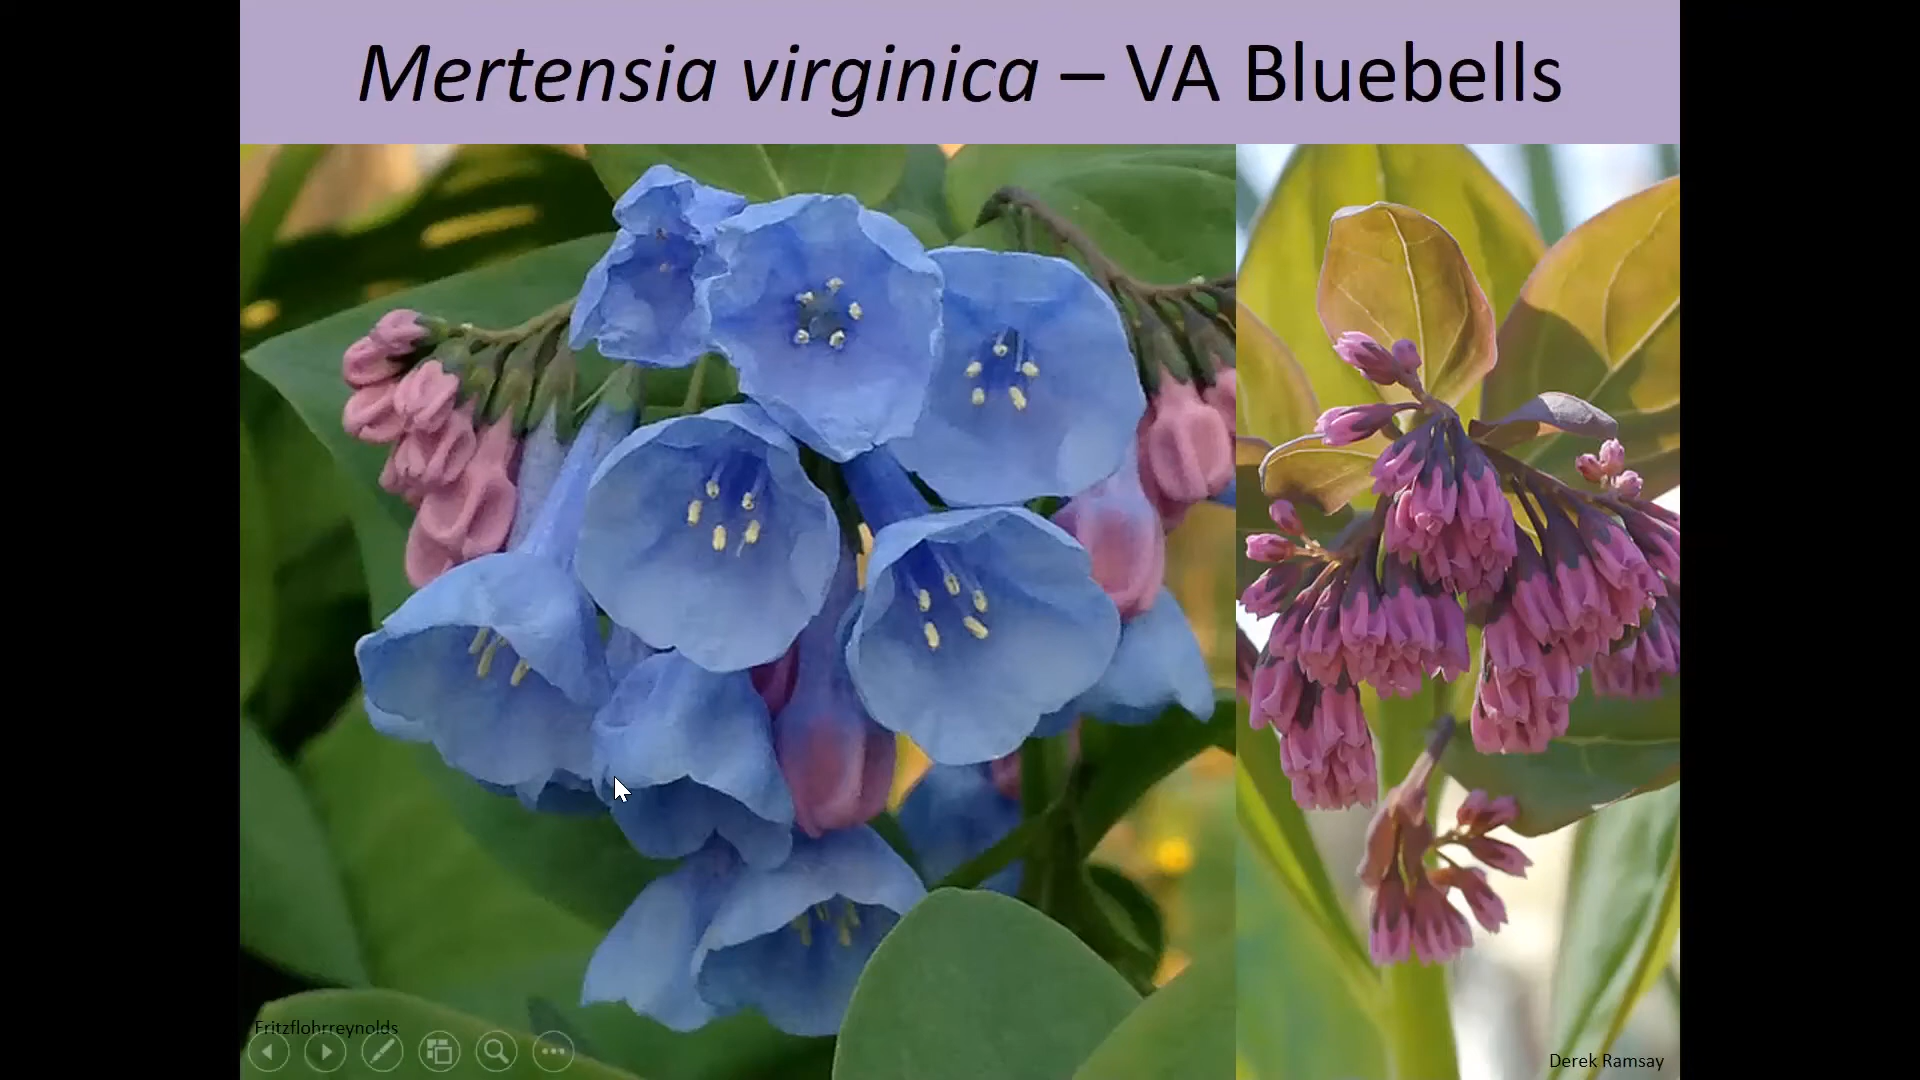 Mertensia virginica – VA Bluebells
Fritzflohrreynolds
Derek Ramsay